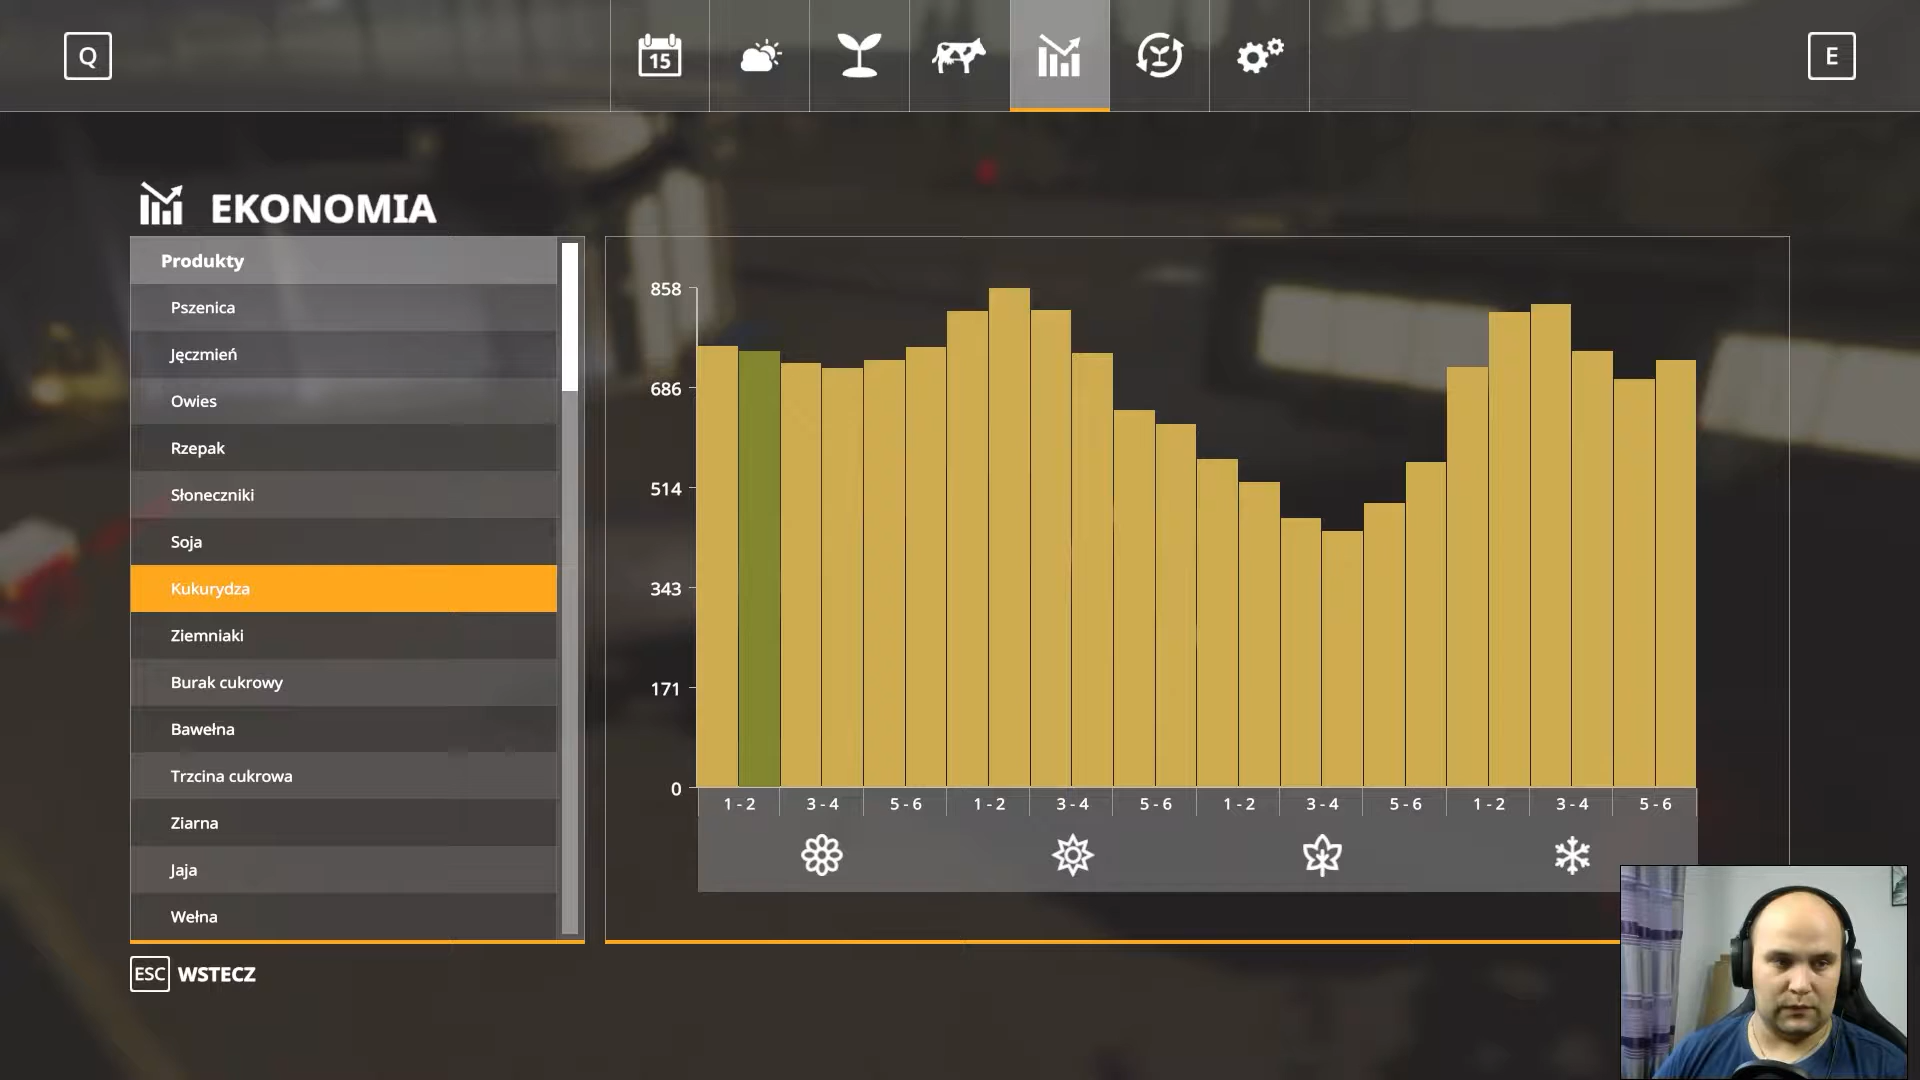 Q
15
E
EKONOMIA
Produkty
Pszenica
Jęczmień
Owies
Rzepak
Słoneczniki
Soja
Kukurydza
Ziemniaki
Burak cukrowy
Bawełna
Trzcina cukrowa
Ziarna
Jaja
Wełna
858
686
514
343
171
0
1 - 2 3 - 4 5 - 6 1 - 2 3 - 4 5 - 6 1 - 2 3 - 4 5 - 6 1 - 2 3 - 4 5 - 6
ESC WSTECZ